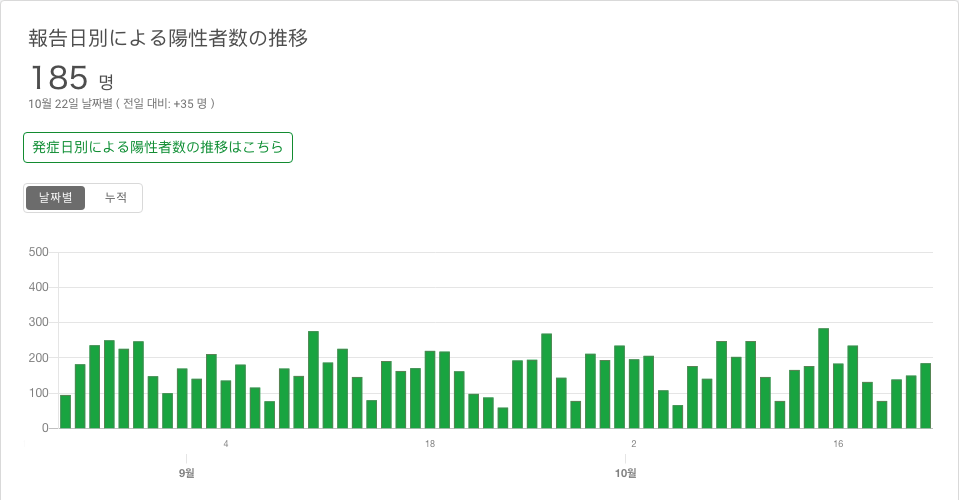 報告日別による陽性者数の推移
185 명
10월 22일 날짜별 ( 전일 대비: +35 명 )
発症日別による陽性者数の推移はこちら
날짜별 누적
500
400
300
200
100
0
4 18 2 16
9월 10월